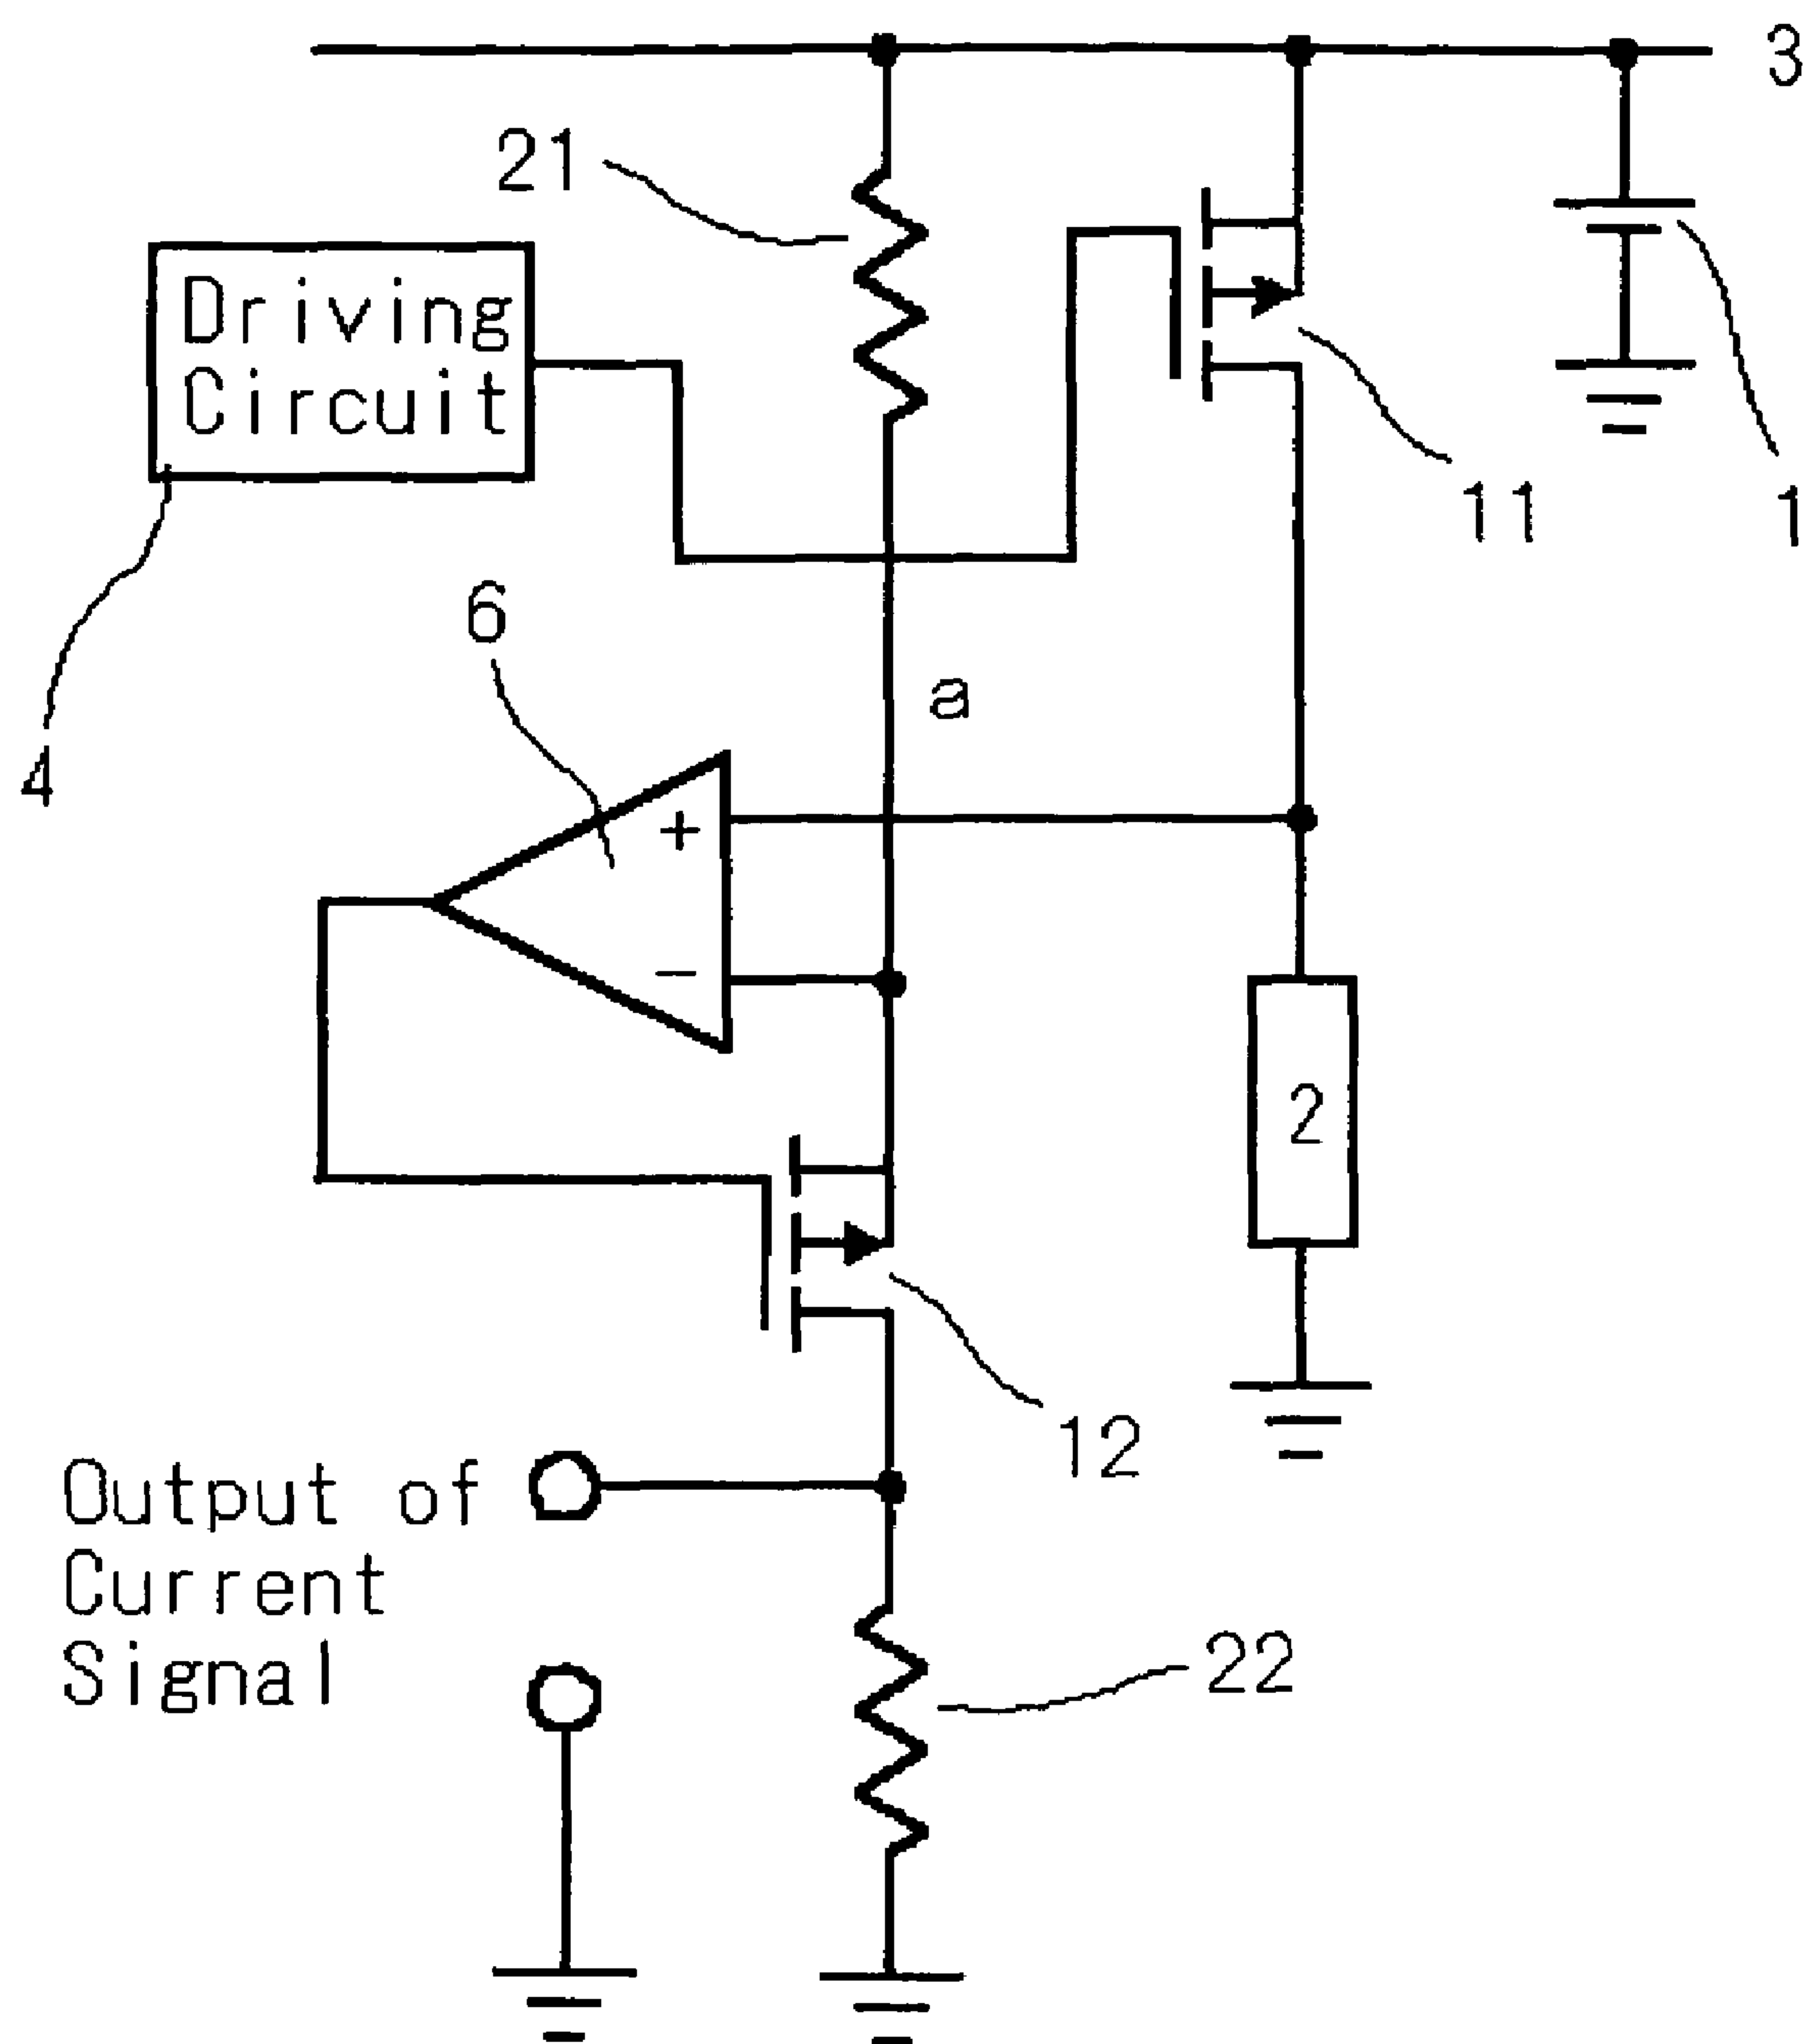 3
21
Driving
Circuit
11
1
6
a
4
+
−
2
12
Output of
Current
Signal
22